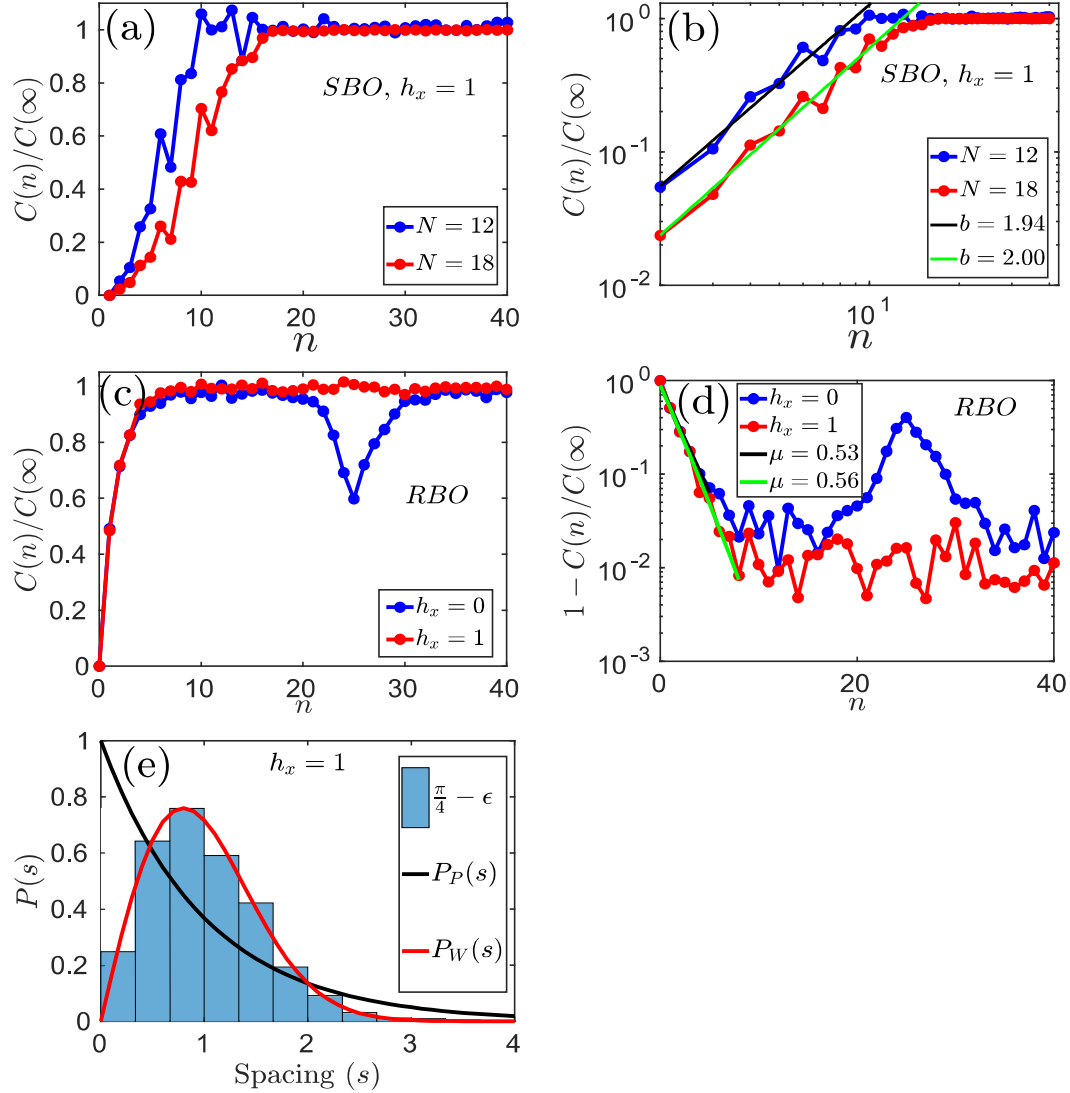 (a)
SBO, h_x = 1
C(n)/C(∞)
1
0.8
0.6
0.4
0.2
0
N = 12
N = 18
0 10 20 30 40
n
(b)
SBO, h_x = 1
C(n)/C(∞)
10^0
10^{-1}
10^{-2}
N = 12
N = 18
b = 1.94
b = 2.00
10^1
n
(c)
RBO
C(n)/C(∞)
1
0.8
0.6
0.4
0.2
0
h_x = 0
h_x = 1
0 10 20 30 40
n
(d)
RBO
1 − C(n)/C(∞)
10^0
10^{-1}
10^{-2}
10^{-3}
h_x = 0
h_x = 1
μ = 0.53
μ = 0.56
0 20 40
n
(e)
h_x = 1
P(s)
1
0.8
0.6
0.4
0.2
0
π/4 − ϵ
P_P(s)
P_W(s)
0 1 2 3 4
Spacing (s)